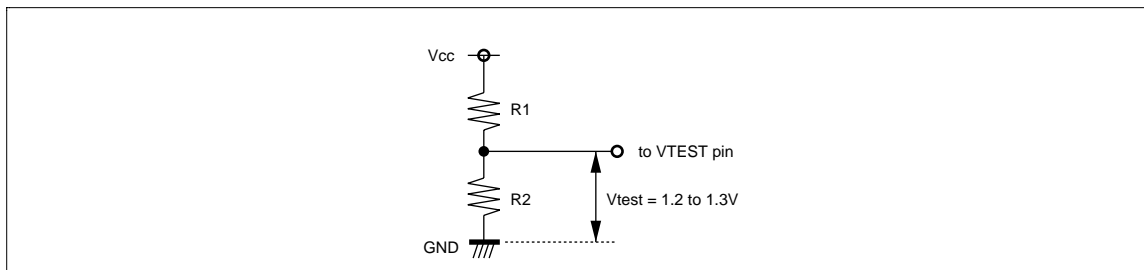 Vcc
R1
to VTEST pin
R2
Vtest = 1.2 to 1.3V
GND